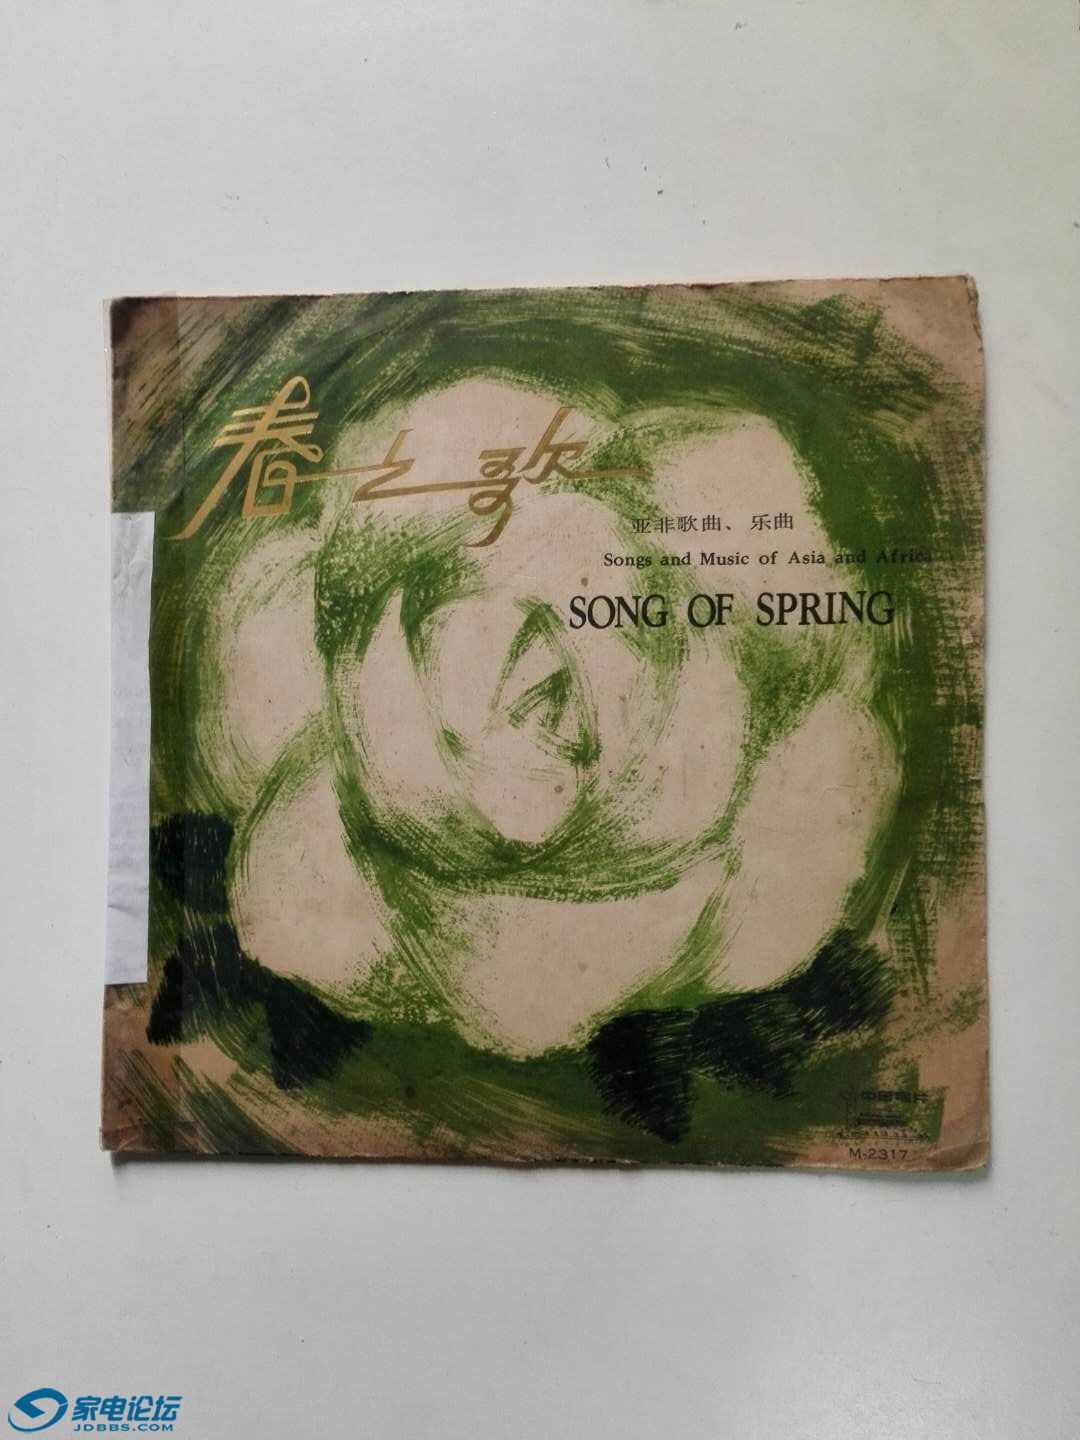 春之歌
亚非歌曲、乐曲
Songs and Music of Asia and Africa
SONG OF SPRING
中国唱片
M-2317
家电论坛
JDBBS.COM